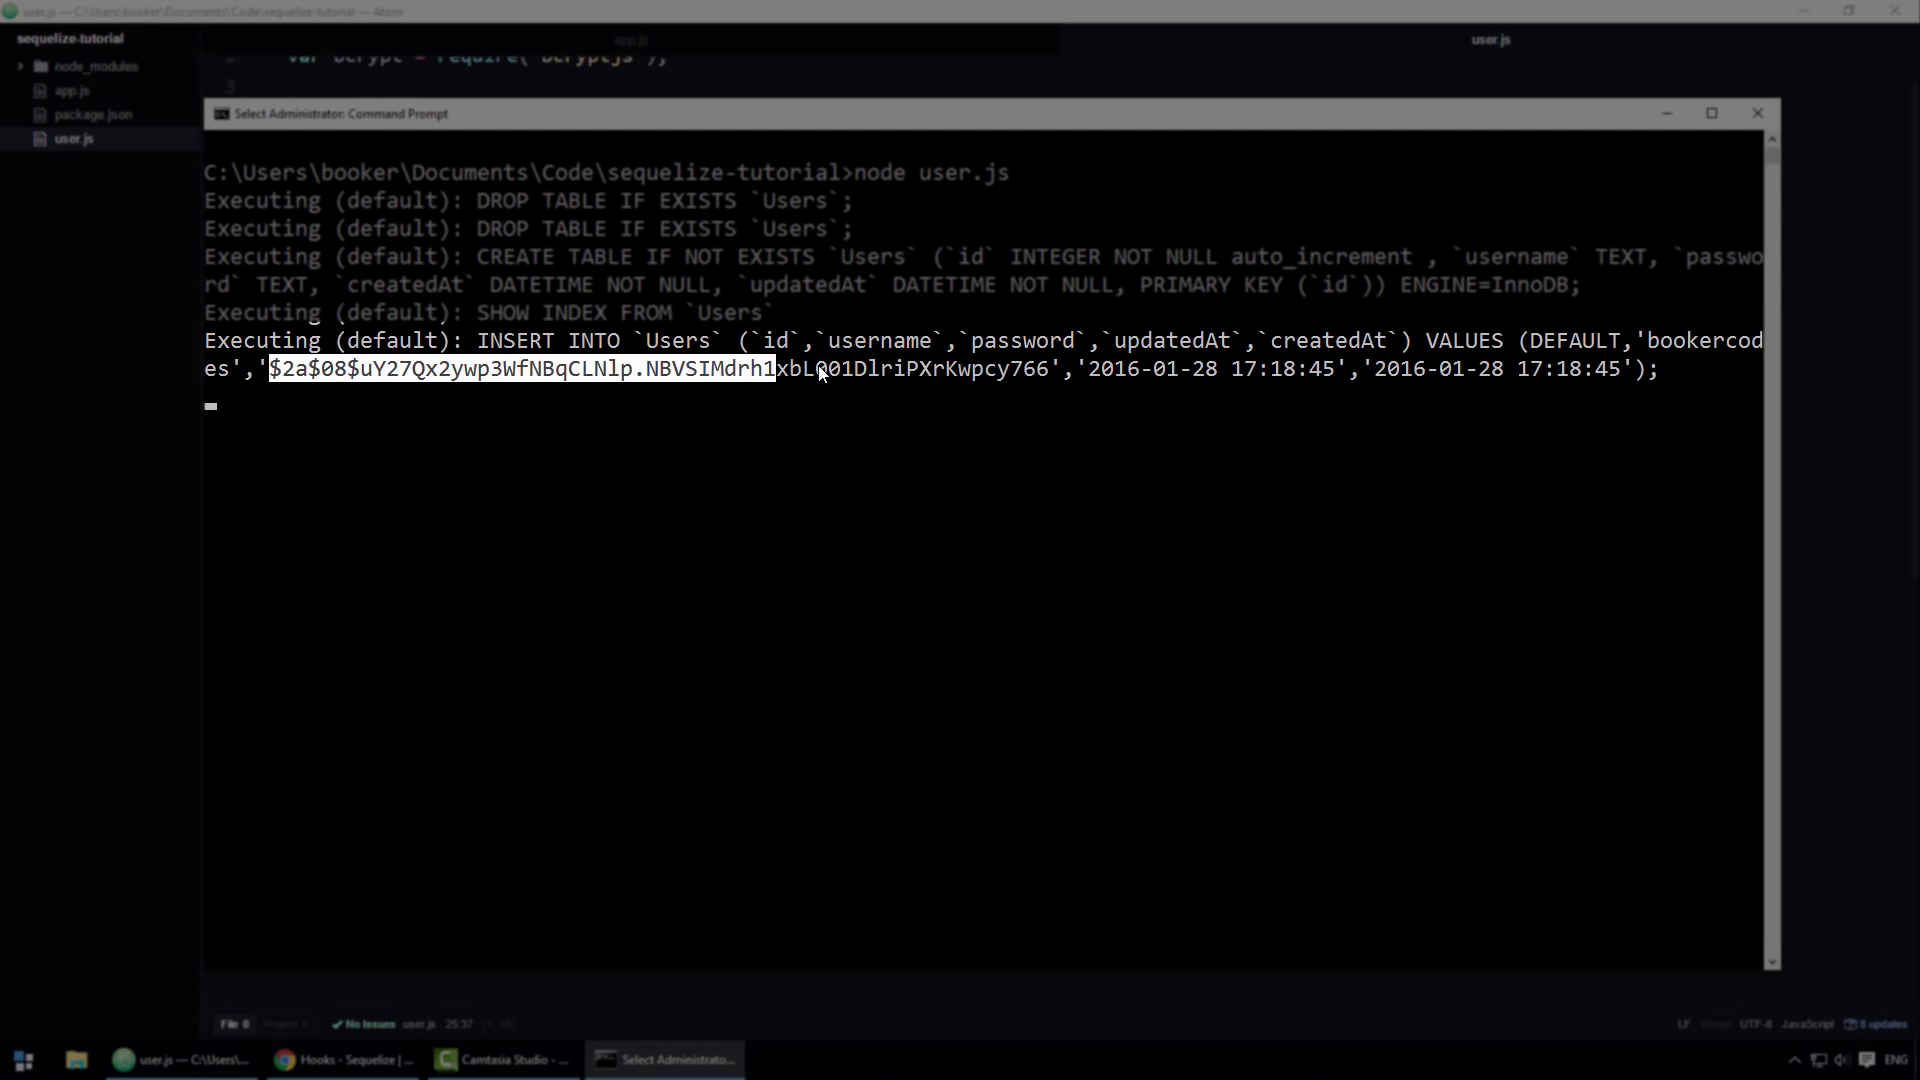 user.js — C:\Users\booker\Documents\Code\sequelize-tutorial — Atom
sequelize-tutorial
app.js
user.js
node_modules
var bcrypt = require('bcryptjs');
3
app.js
package.json
user.js
Select Administrator: Command Prompt
C:\Users\booker\Documents\Code\sequelize-tutorial>node user.js
Executing (default): DROP TABLE IF EXISTS `Users`;
Executing (default): DROP TABLE IF EXISTS `Users`;
Executing (default): CREATE TABLE IF NOT EXISTS `Users` (`id` INTEGER NOT NULL auto_increment , `username` TEXT, `passwo
rd` TEXT, `createdAt` DATETIME NOT NULL, `updatedAt` DATETIME NOT NULL, PRIMARY KEY (`id`)) ENGINE=InnoDB;
Executing (default): SHOW INDEX FROM `Users`
Executing (default): INSERT INTO `Users` (`id`,`username`,`password`,`updatedAt`,`createdAt`) VALUES (DEFAULT,'bookercod
es','$2a$08$uY27Qx2ywp3WfNBqCLNlp.NBVSIMdrh1xbL001DlriPXrKwpcy766','2016-01-28 17:18:45','2016-01-28 17:18:45');
File 0
No Issues user.js 25:37
LF UTF-8 JavaScript 8 updates
user.js — C:\Users\...
Hooks - Sequelize | ...
Camtasia Studio - ...
Select Administrato...
ENG